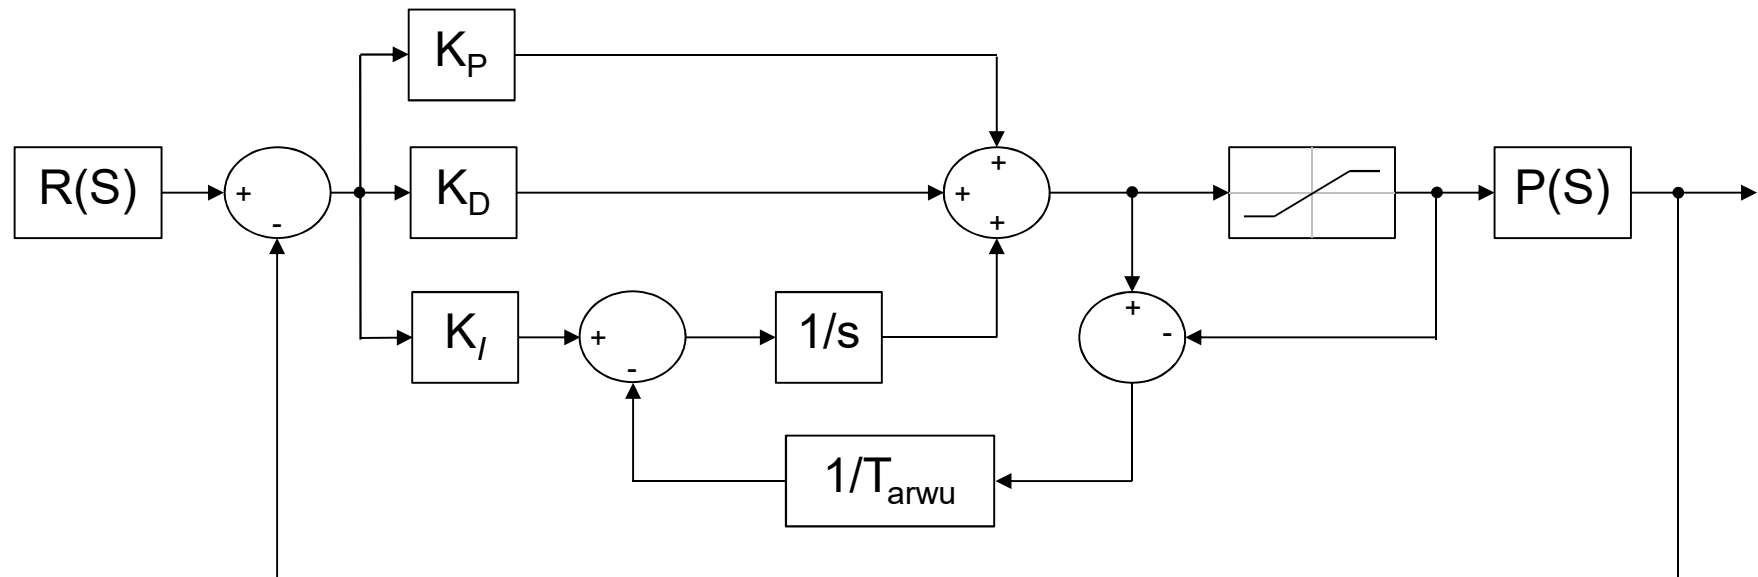 K_P
R(S)
+
-
K_D
+
+
+
P(S)
K_I
+
-
1/s
+
-
1/T_arwu